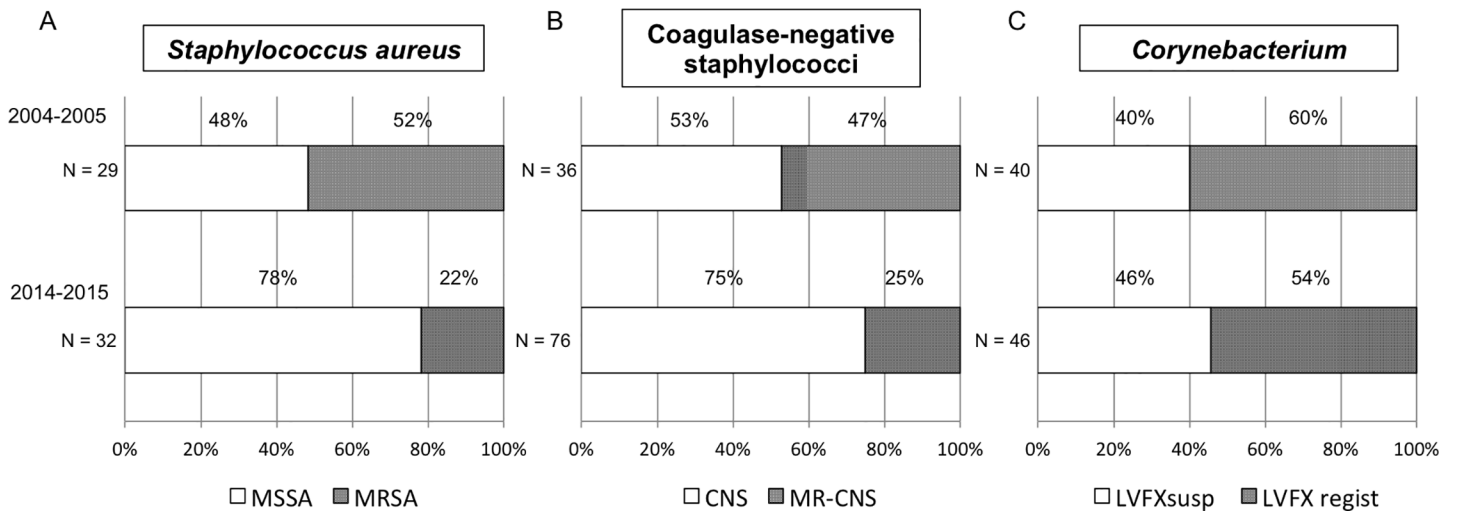 A
Staphylococcus aureus
2004-2005
48%
52%
N = 29
78%
22%
2014-2015
N = 32
0%
20%
40%
60%
80%
100%
MSSA
MRSA
B
Coagulase-negative
staphylococci
53%
47%
N = 36
75%
25%
N = 76
0%
20%
40%
60%
80%
100%
CNS
MR-CNS
C
Corynebacterium
40%
60%
N = 40
46%
54%
N = 46
0%
20%
40%
60%
80%
100%
LVFXsusp
LVFX regist